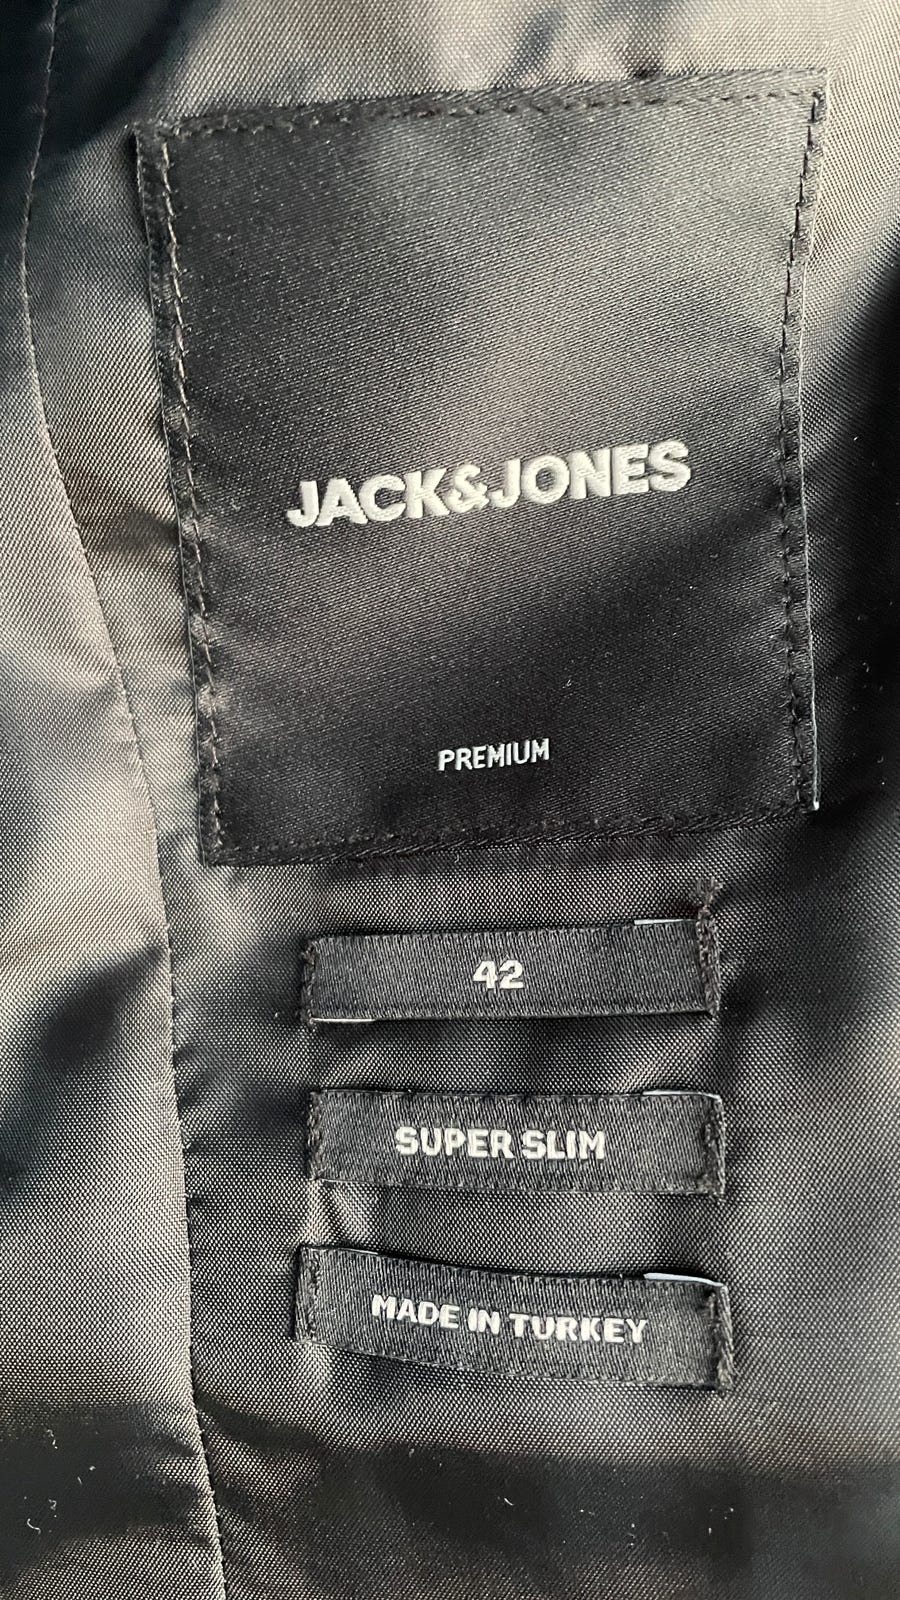 JACK&JONES
PREMIUM
42
SUPER SLIM
MADE IN TURKEY